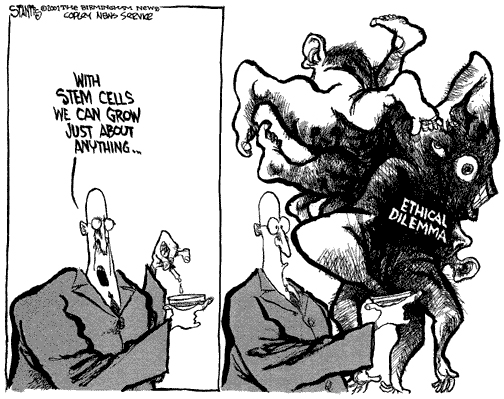 STANTIS ©2001 THE BIRMINGHAM NEWS
COPLEY NEWS SERVICE
WITH
STEM CELLS
WE CAN GROW
JUST ABOUT
ANYTHING...
ETHICAL
DILEMMA